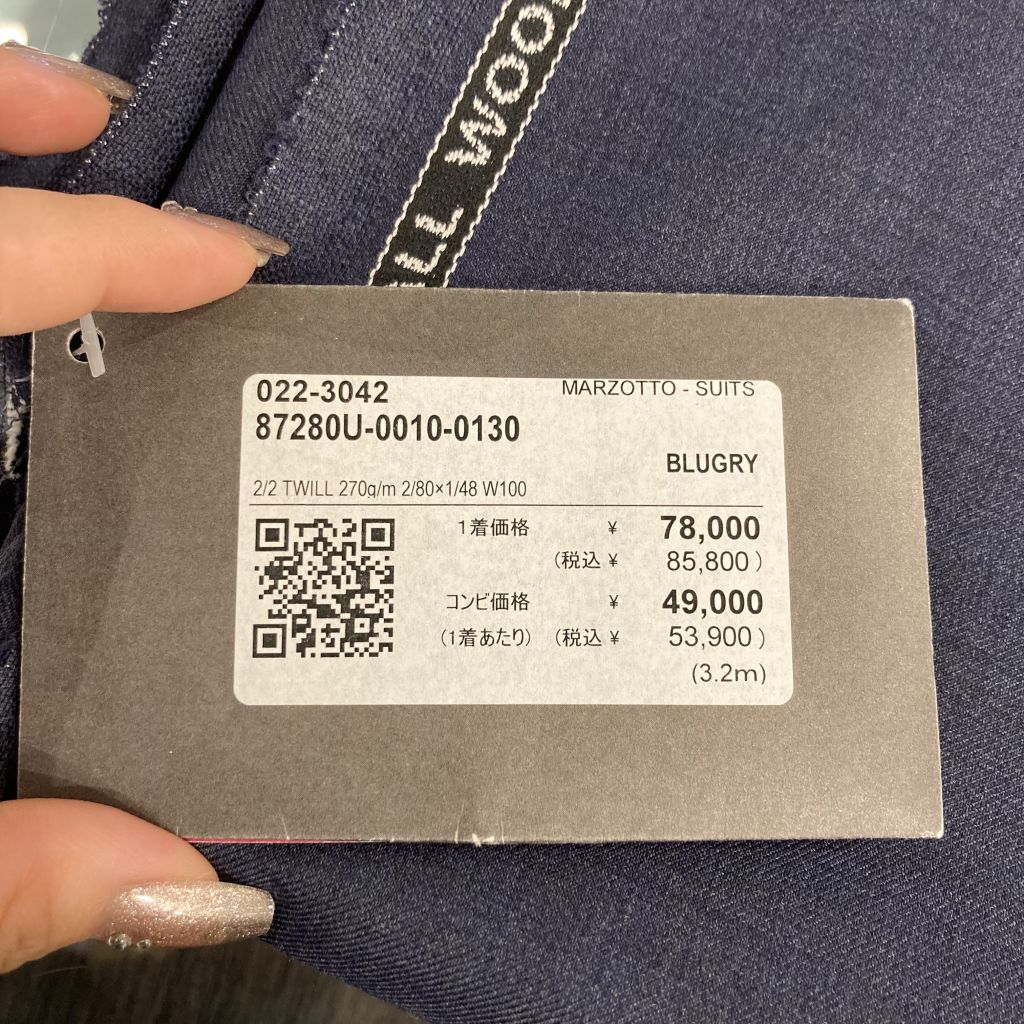 WOO
LL
022-3042
MARZOTTO - SUITS
87280U-0010-0130
BLUGRY
2/2 TWILL 270g/m 2/80×1/48 W100
1着価格 ¥ 78,000
(税込 ¥ 85,800 )
コンビ価格 ¥ 49,000
(1着あたり) (税込 ¥ 53,900 )
(3.2m)